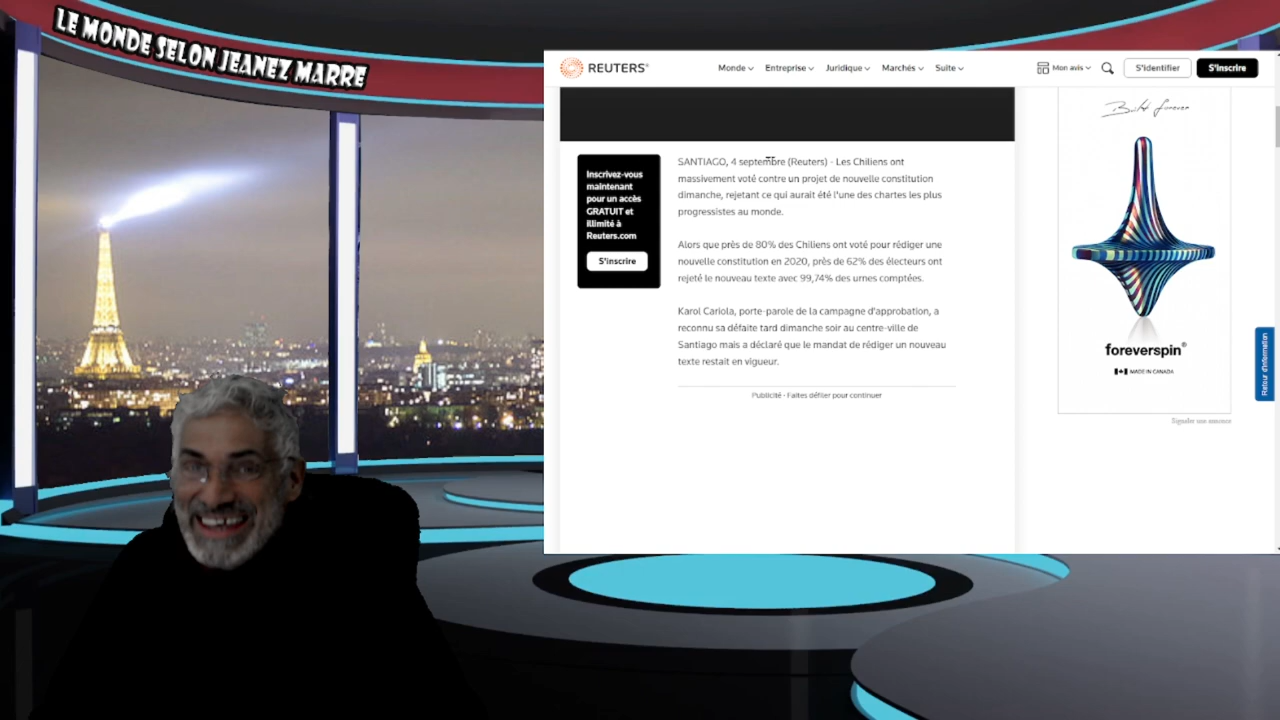 LE MONDE SELON JEANEZ MARRE
REUTERS®
Monde
Entreprise
Juridique
Marchés
Suite
Mon avis
S'identifier
S'inscrire
Built forever
Inscrivez-vous
maintenant
pour un accès
GRATUIT et
illimité à
Reuters.com
S'inscrire
SANTIAGO, 4 septembre (Reuters) - Les Chiliens ont
massivement voté contre un projet de nouvelle constitution
dimanche, rejetant ce qui aurait été l'une des chartes les plus
progressistes au monde.
Alors que près de 80% des Chiliens ont voté pour rédiger une
nouvelle constitution en 2020, près de 62% des électeurs ont
rejeté le nouveau texte avec 99,74% des urnes comptées.
Karol Cariola, porte-parole de la campagne d'approbation, a
reconnu sa défaite tard dimanche soir au centre-ville de
Santiago mais a déclaré que le mandat de rédiger un nouveau
texte restait en vigueur.
Publicité - Faites défiler pour continuer
foreverspin®
MADE IN CANADA
Signaler une annonce
Retour d'information